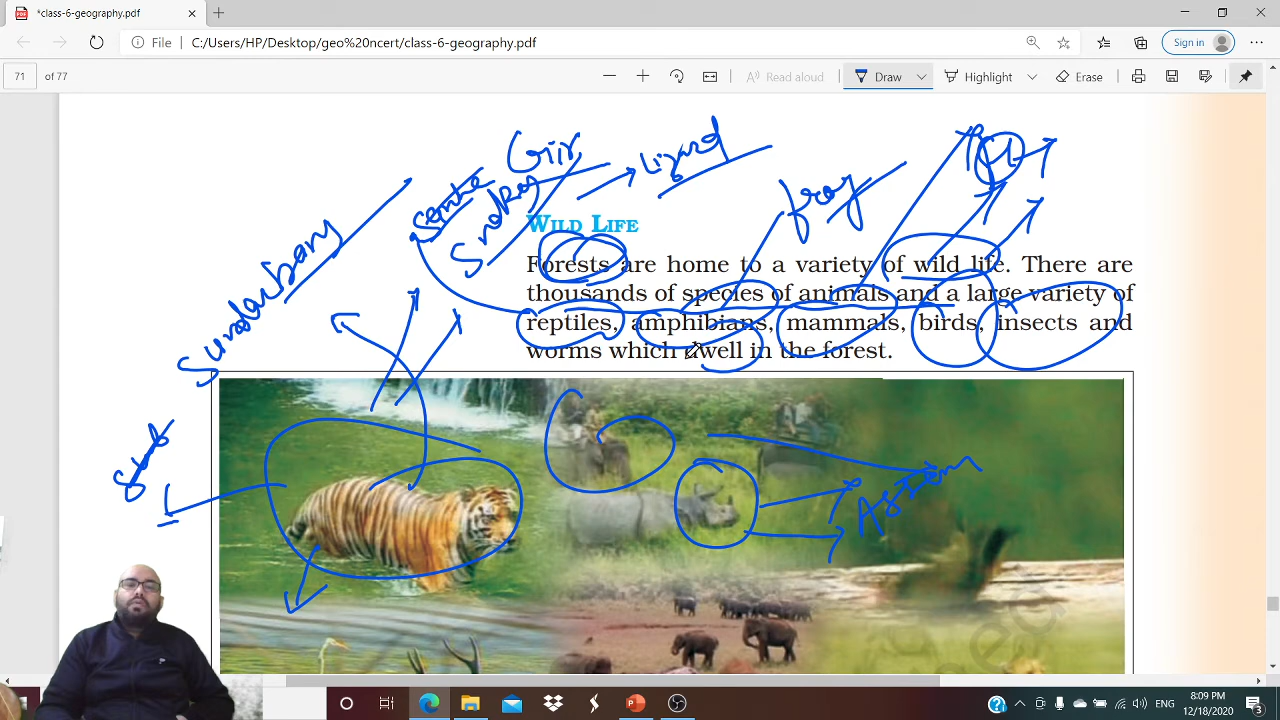 *class-6-geography.pdf
File C:/Users/HP/Desktop/geo%20ncert/class-6-geography.pdf Sign in
71 of 77 Read aloud Draw Highlight Erase
Giir
Snakes
Lizard
frog
Sundarbans
WILD LIFE
Forests are home to a variety of wild life. There are
thousands of species of animals and a large variety of
reptiles, amphibians, mammals, birds, insects and
worms which dwell in the forest.
Assam
ENG
8:09 PM
12/18/2020
3